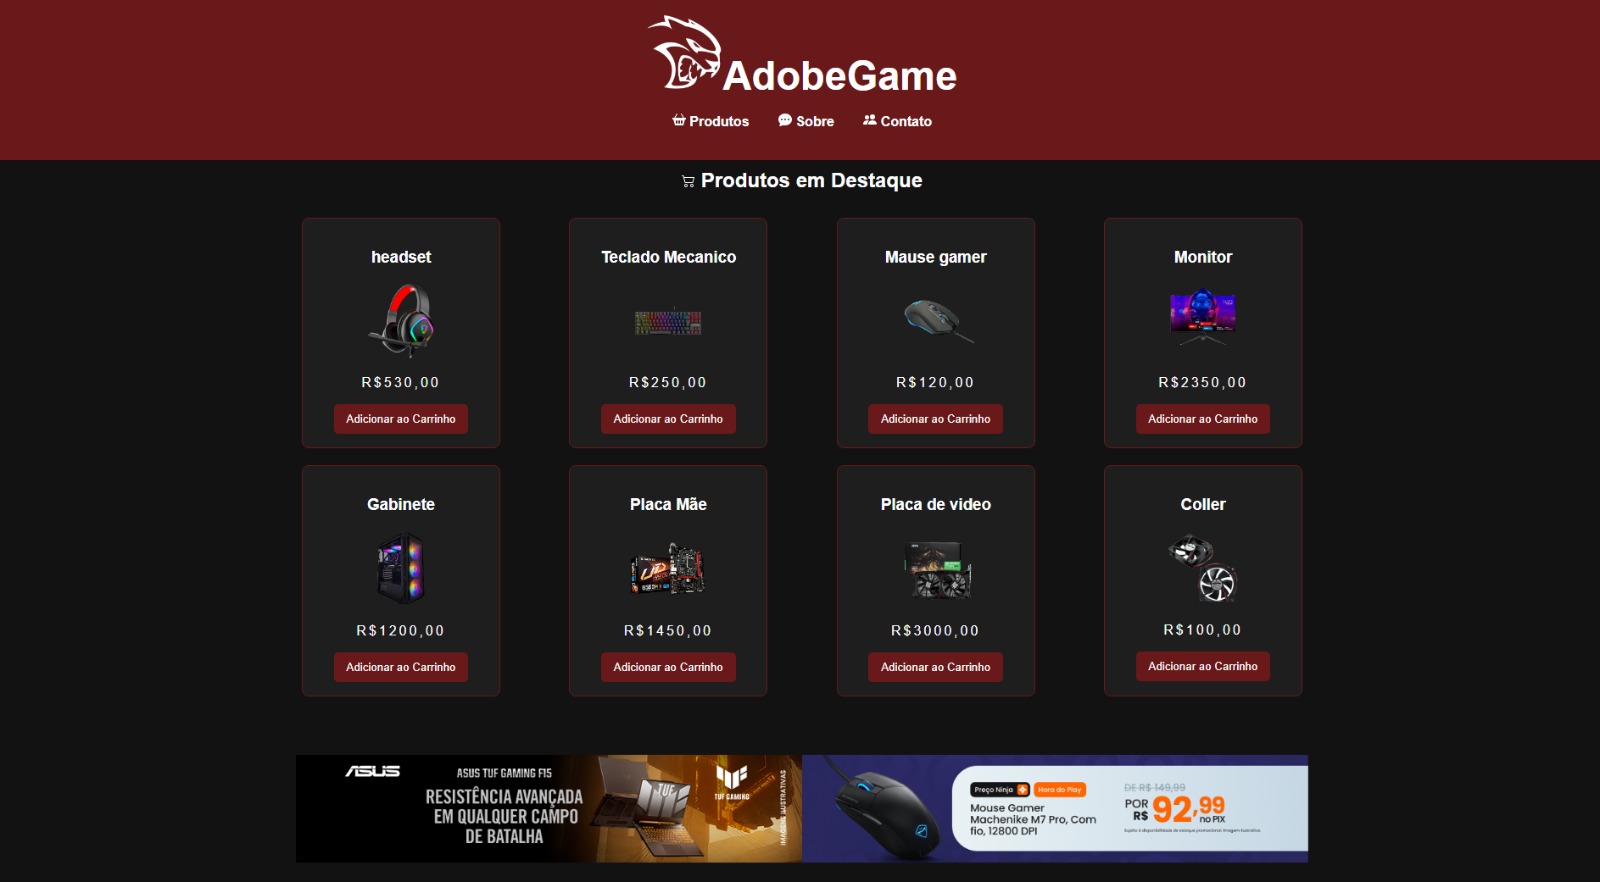 AdobeGame
Produtos Sobre Contato
Produtos em Destaque
headset
R$530,00
Adicionar ao Carrinho
Teclado Mecanico
R$250,00
Adicionar ao Carrinho
Mause gamer
R$120,00
Adicionar ao Carrinho
Monitor
R$2350,00
Adicionar ao Carrinho
Gabinete
R$1200,00
Adicionar ao Carrinho
Placa Mãe
R$1450,00
Adicionar ao Carrinho
Placa de video
R$3000,00
Adicionar ao Carrinho
Coller
R$100,00
Adicionar ao Carrinho
ASUS
ASUS TUF GAMING F15
RESISTÊNCIA AVANÇADA
EM QUALQUER CAMPO
DE BATALHA
TUF
TUF GAMING
IMAGENS ILUSTRATIVAS
Preço Ninja Hora do Play
Mouse Gamer
Machenike M7 Pro, Com
fio, 12800 DPI
DE R$ 149,99
POR
R$ 92,99
no PIX